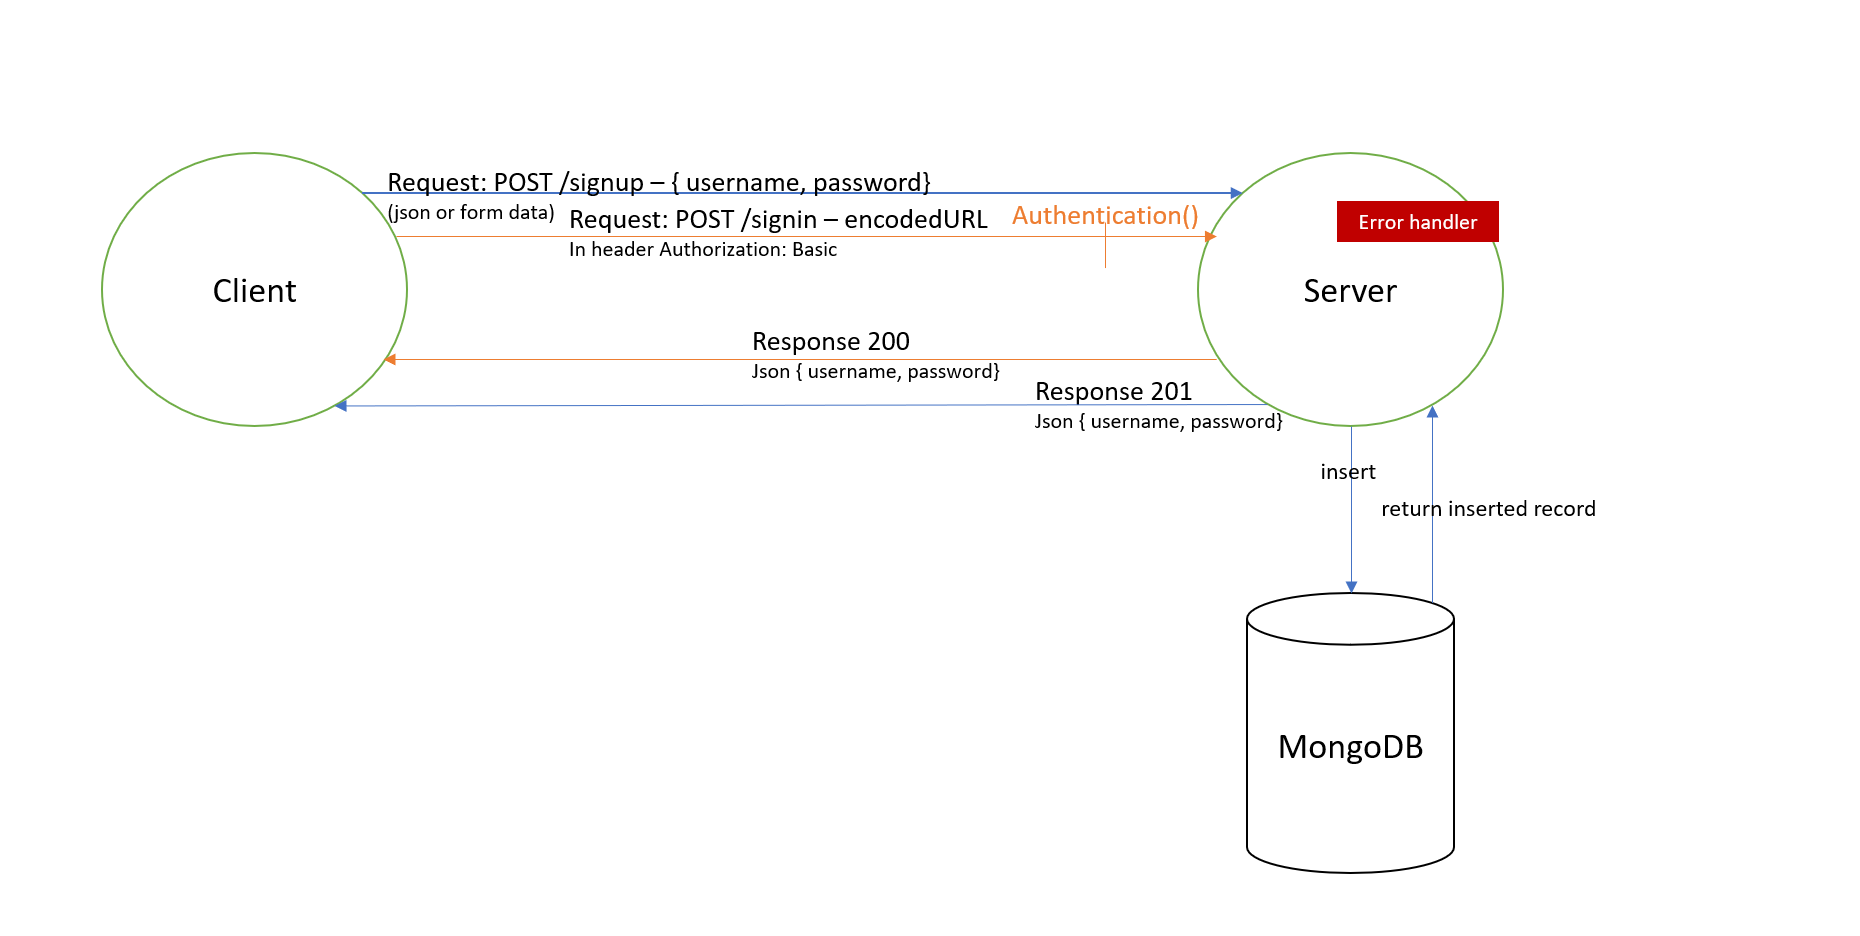 Request: POST /signup – { username, password}
(json or form data)
Request: POST /signin – encodedURL
Authentication()
In header Authorization: Basic
Error handler
Client
Server
Response 200
Json { username, password}
Response 201
Json { username, password}
insert
return inserted record
MongoDB